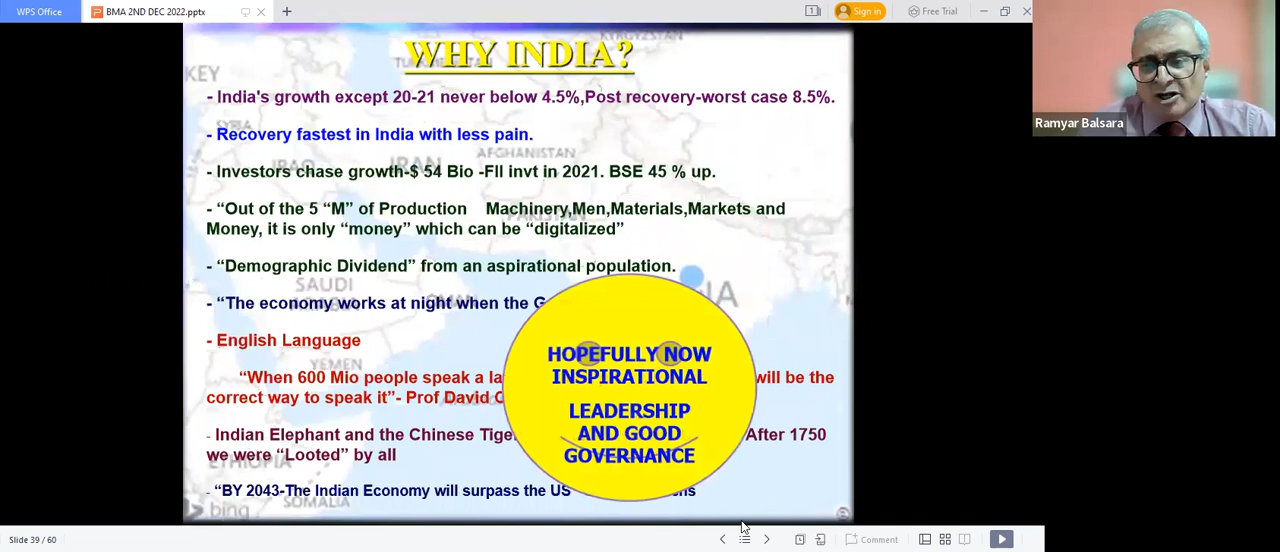 WPS Office
BMA 2ND DEC 2022.pptx
Sign in
Free Trial
WHY INDIA?
- India's growth except 20-21 never below 4.5%,Post recovery-worst case 8.5%.
- Recovery fastest in India with less pain.
- Investors chase growth-$ 54 Bio -FII invt in 2021. BSE 45 % up.
- “Out of the 5 “M” of Production Machinery,Men,Materials,Markets and
Money, it is only “money” which can be “digitalized”
- “Demographic Dividend” from an aspirational population.
- “The economy works at night when the
- English Language
“When 600 Mio people speak a will be the
correct way to speak it”- Prof David
- Indian Elephant and the Chinese After 1750
we were “Looted” by all
- “BY 2043-The Indian Economy will surpass the US
HOPEFULLY NOW
INSPIRATIONAL
LEADERSHIP
AND GOOD
GOVERNANCE
KYRGYZSTAN
SYRIA
IRAQ
IRAN
AFGHANISTAN
PAKISTAN
SAUDI
ARABIA
OMAN
YEMEN
ETHIOPIA
SOMALIA
bing
Ramyar Balsara
Slide 39 / 60
Comment